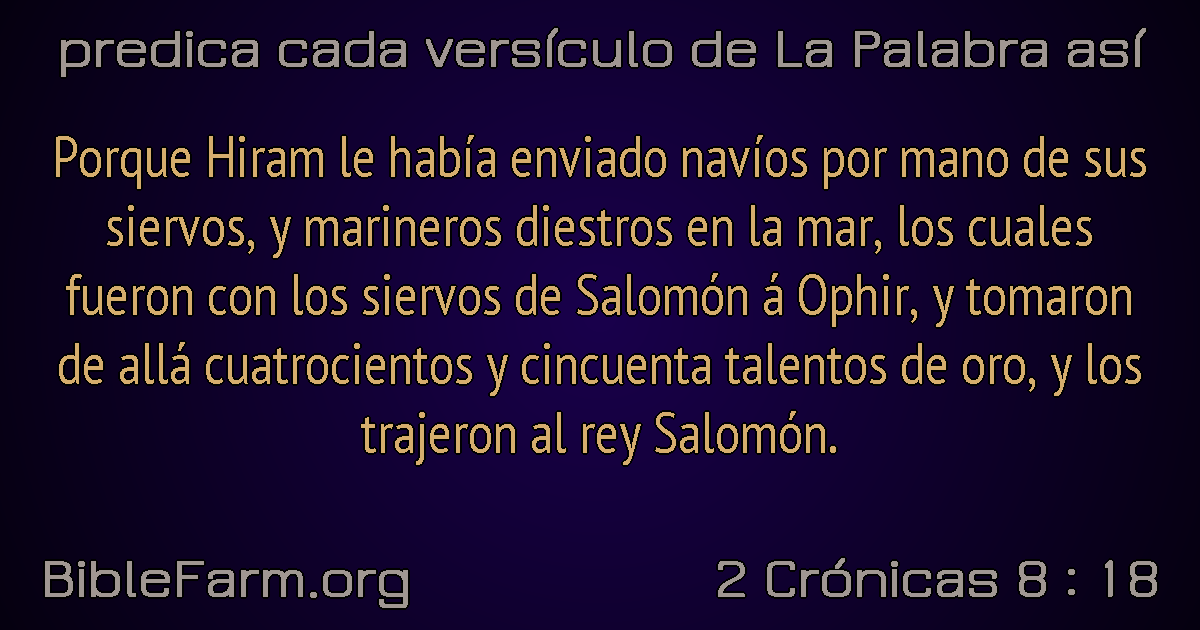 predica cada versículo de La Palabra así
Porque Hiram le había enviado navíos por mano de sus
siervos, y marineros diestros en la mar, los cuales
fueron con los siervos de Salomón á Ophir, y tomaron
de allá cuatrocientos y cincuenta talentos de oro, y los
trajeron al rey Salomón.
BibleFarm.org
2 Crónicas 8 : 18